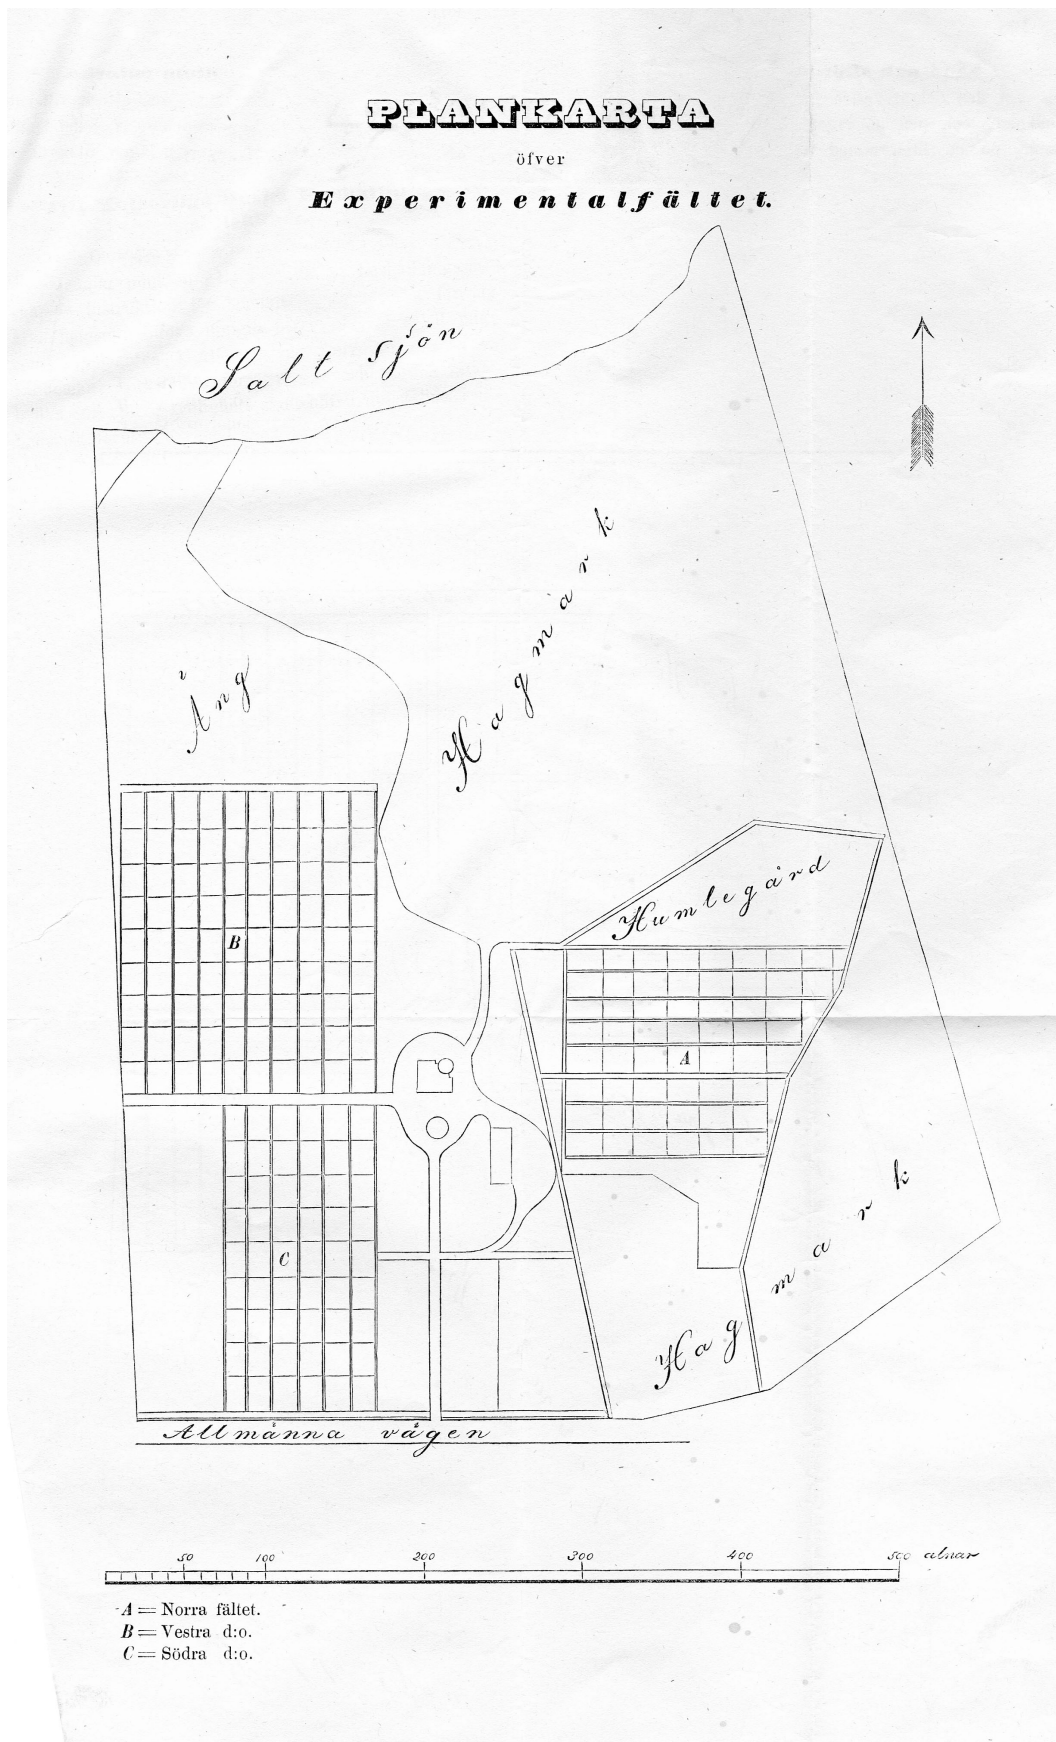 PLANKARTA
öfver
Experimentalfältet.
Salt sjön
Hagmark
Äng
Humlegård
B
A
C
Hagmark
Allmänna vägen
50 100 200 300 400 500 alnar
A = Norra fältet.
B = Vestra d:o.
C = Södra d:o.